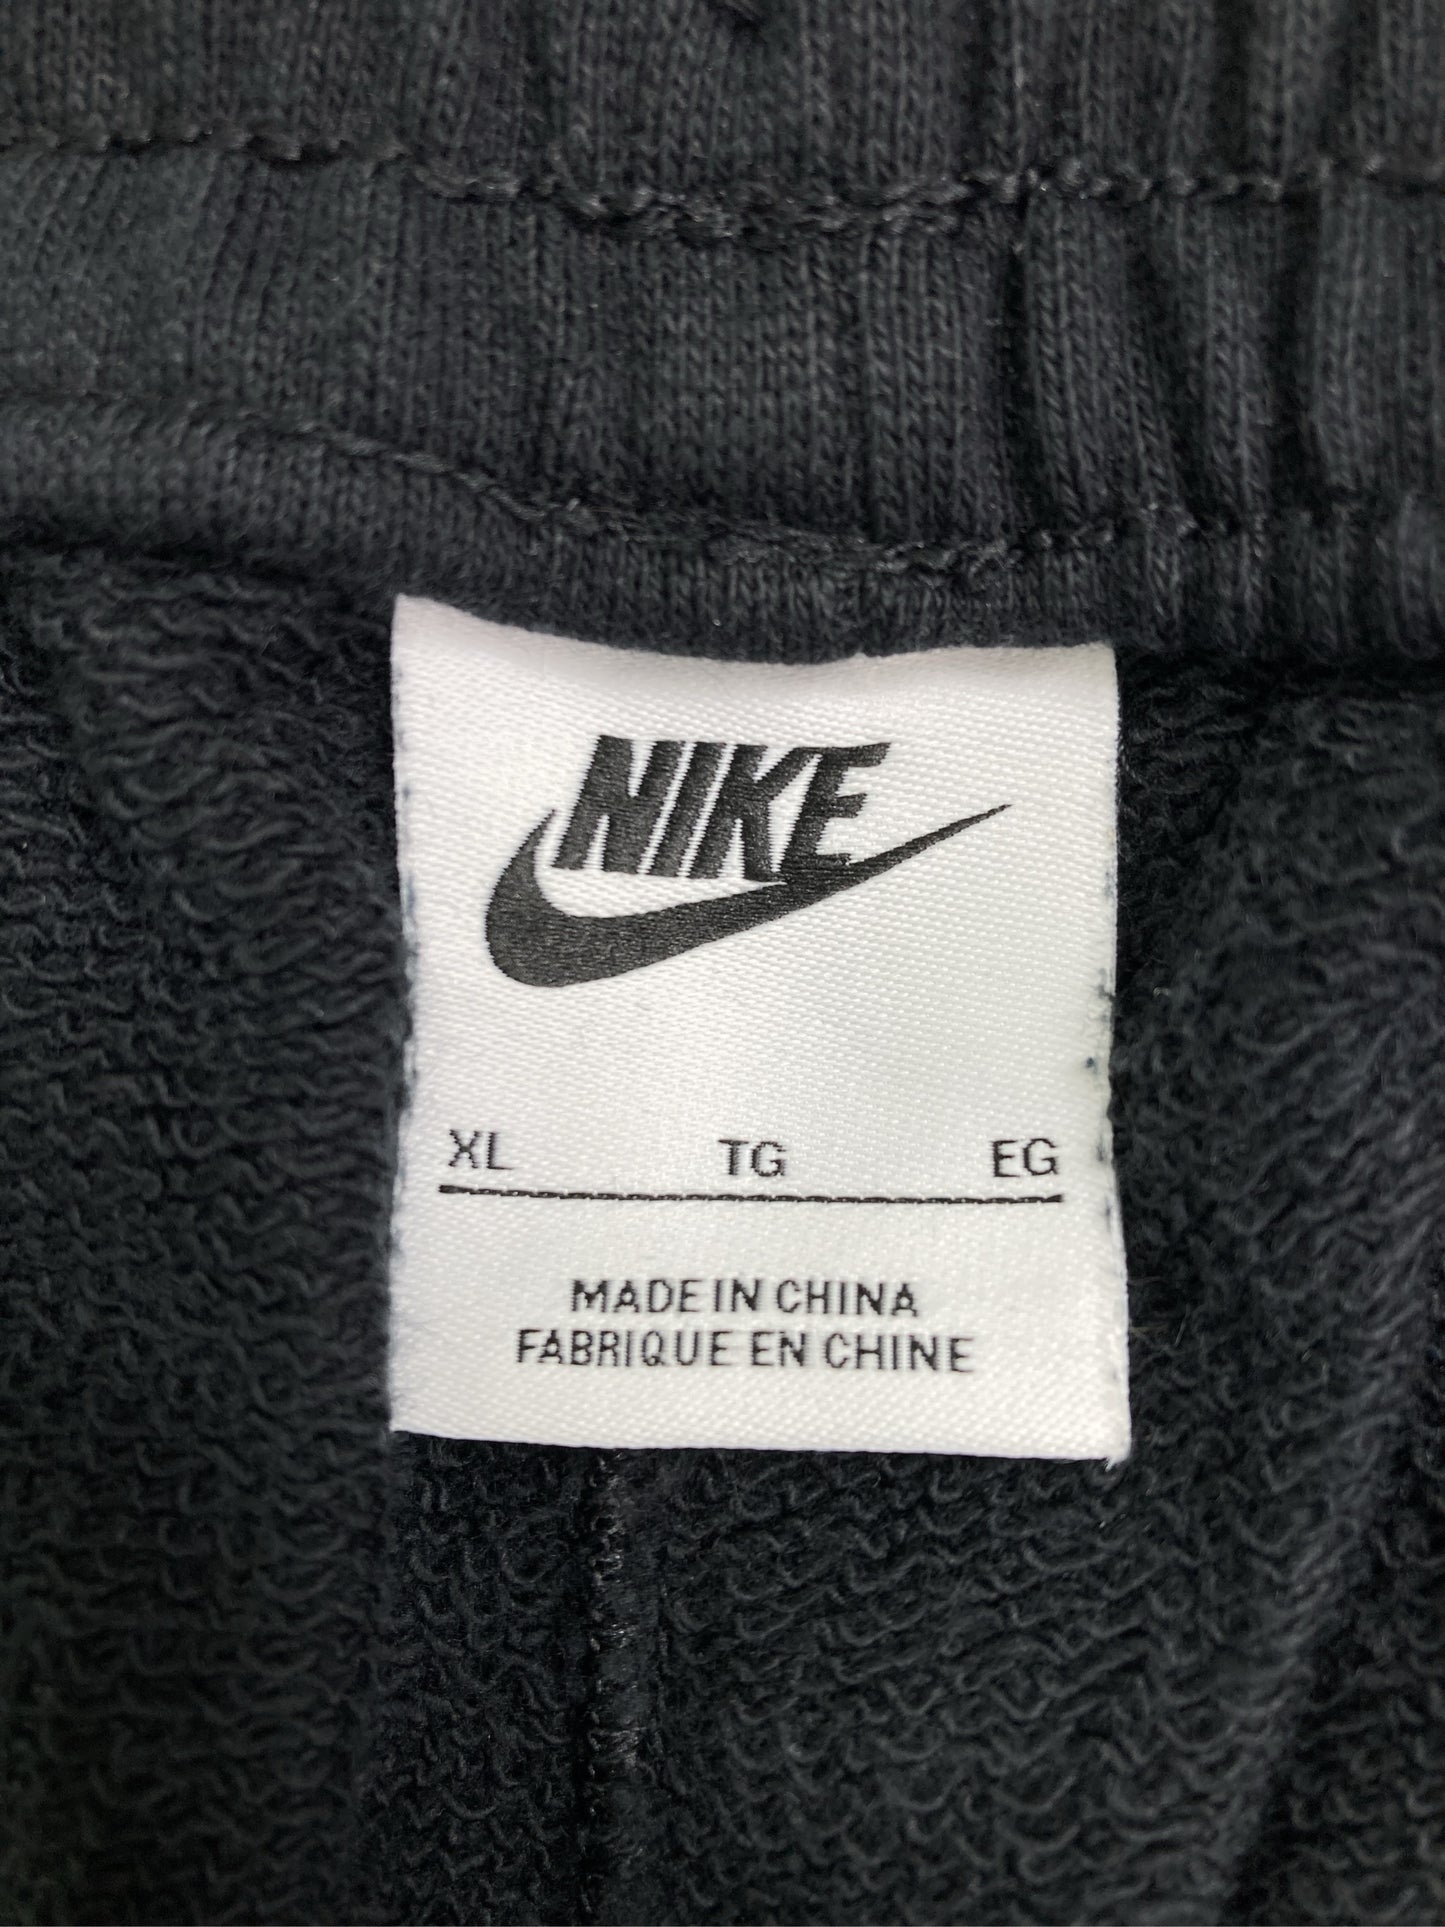 NIKE
XL TG EG
MADE IN CHINA
FABRIQUE EN CHINE